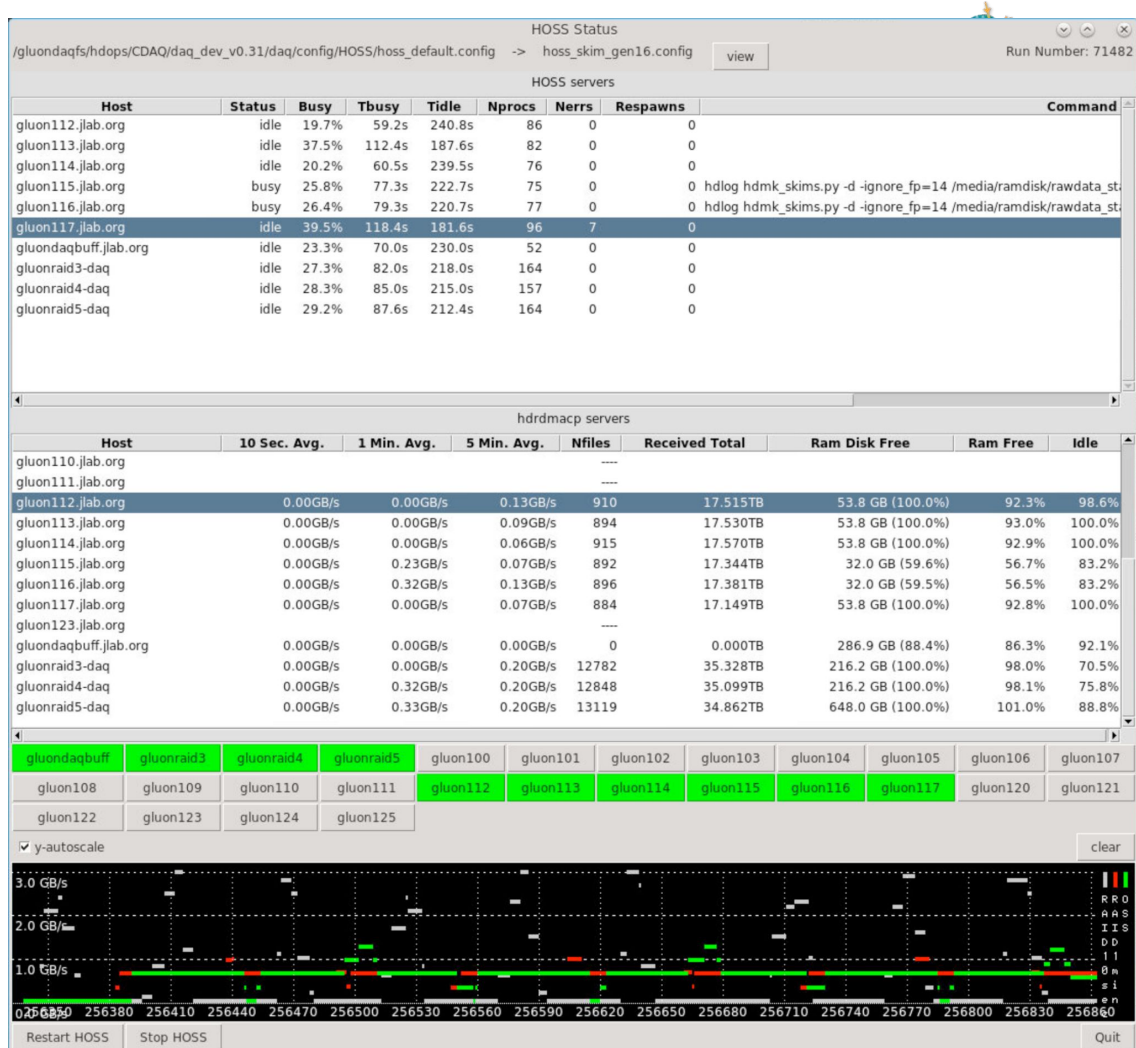 HOSS Status
/gluondaqfs/hdops/CDAQ/daq_dev_v0.31/daq/config/HOSS/hoss_default.config -> hoss_skim_gen16.config view Run Number: 71482
HOSS servers
Host Status Busy Tbusy Tidle Nprocs Nerrs Respawns Command
gluon112.jlab.org idle 19.7% 59.2s 240.8s 86 0 0
gluon113.jlab.org idle 37.5% 112.4s 187.6s 82 0 0
gluon114.jlab.org idle 20.2% 60.5s 239.5s 76 0 0
gluon115.jlab.org busy 25.8% 77.3s 222.7s 75 0 0 hdlog hdmk_skims.py -d -ignore_fp=14 /media/ramdisk/rawdata_sta
gluon116.jlab.org busy 26.4% 79.3s 220.7s 77 0 0 hdlog hdmk_skims.py -d -ignore_fp=14 /media/ramdisk/rawdata_sta
gluon117.jlab.org idle 39.5% 118.4s 181.6s 96 7 0
gluondaqbuff.jlab.org idle 23.3% 70.0s 230.0s 52 0 0
gluonraid3-daq idle 27.3% 82.0s 218.0s 164 0 0
gluonraid4-daq idle 28.3% 85.0s 215.0s 157 0 0
gluonraid5-daq idle 29.2% 87.6s 212.4s 164 0 0
hdrdmacp servers
Host 10 Sec. Avg. 1 Min. Avg. 5 Min. Avg. Nfiles Received Total Ram Disk Free Ram Free Idle
gluon110.jlab.org ----
gluon111.jlab.org ----
gluon112.jlab.org 0.00GB/s 0.00GB/s 0.13GB/s 910 17.515TB 53.8 GB (100.0%) 92.3% 98.6%
gluon113.jlab.org 0.00GB/s 0.00GB/s 0.09GB/s 894 17.530TB 53.8 GB (100.0%) 93.0% 100.0%
gluon114.jlab.org 0.00GB/s 0.00GB/s 0.06GB/s 915 17.570TB 53.8 GB (100.0%) 92.9% 100.0%
gluon115.jlab.org 0.00GB/s 0.23GB/s 0.07GB/s 892 17.344TB 32.0 GB (59.6%) 56.7% 83.2%
gluon116.jlab.org 0.00GB/s 0.32GB/s 0.13GB/s 896 17.381TB 32.0 GB (59.5%) 56.5% 83.2%
gluon117.jlab.org 0.00GB/s 0.00GB/s 0.07GB/s 884 17.149TB 53.8 GB (100.0%) 92.8% 100.0%
gluon123.jlab.org ----
gluondaqbuff.jlab.org 0.00GB/s 0.00GB/s 0.00GB/s 0 0.000TB 286.9 GB (88.4%) 86.3% 92.1%
gluonraid3-daq 0.00GB/s 0.00GB/s 0.20GB/s 12782 35.328TB 216.2 GB (100.0%) 98.0% 70.5%
gluonraid4-daq 0.00GB/s 0.32GB/s 0.20GB/s 12848 35.099TB 216.2 GB (100.0%) 98.1% 75.8%
gluonraid5-daq 0.00GB/s 0.33GB/s 0.20GB/s 13119 34.862TB 648.0 GB (100.0%) 101.0% 88.8%
gluondaqbuff gluonraid3 gluonraid4 gluonraid5 gluon100 gluon101 gluon102 gluon103 gluon104 gluon105 gluon106 gluon107
gluon108 gluon109 gluon110 gluon111 gluon112 gluon113 gluon114 gluon115 gluon116 gluon117 gluon120 gluon121
gluon122 gluon123 gluon124 gluon125
y-autoscale clear
3.0 GB/s
2.0 GB/s
1.0 GB/s
0.0 GB/s 256380 256410 256440 256470 256500 256530 256560 256590 256620 256650 256680 256710 256740 256770 256800 256830 256860
Restart HOSS Stop HOSS Quit